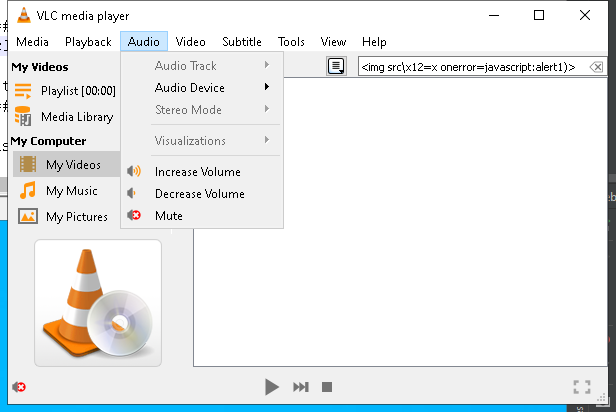 VLC media player
Media Playback Audio Video Subtitle Tools View Help
My Videos
Playlist [00:00]
Media Library
My Computer
My Videos
My Music
My Pictures
Audio Track
Audio Device
Stereo Mode
Visualizations
Increase Volume
Decrease Volume
Mute
<img src\x12=x onerror=javascript:alert1)>